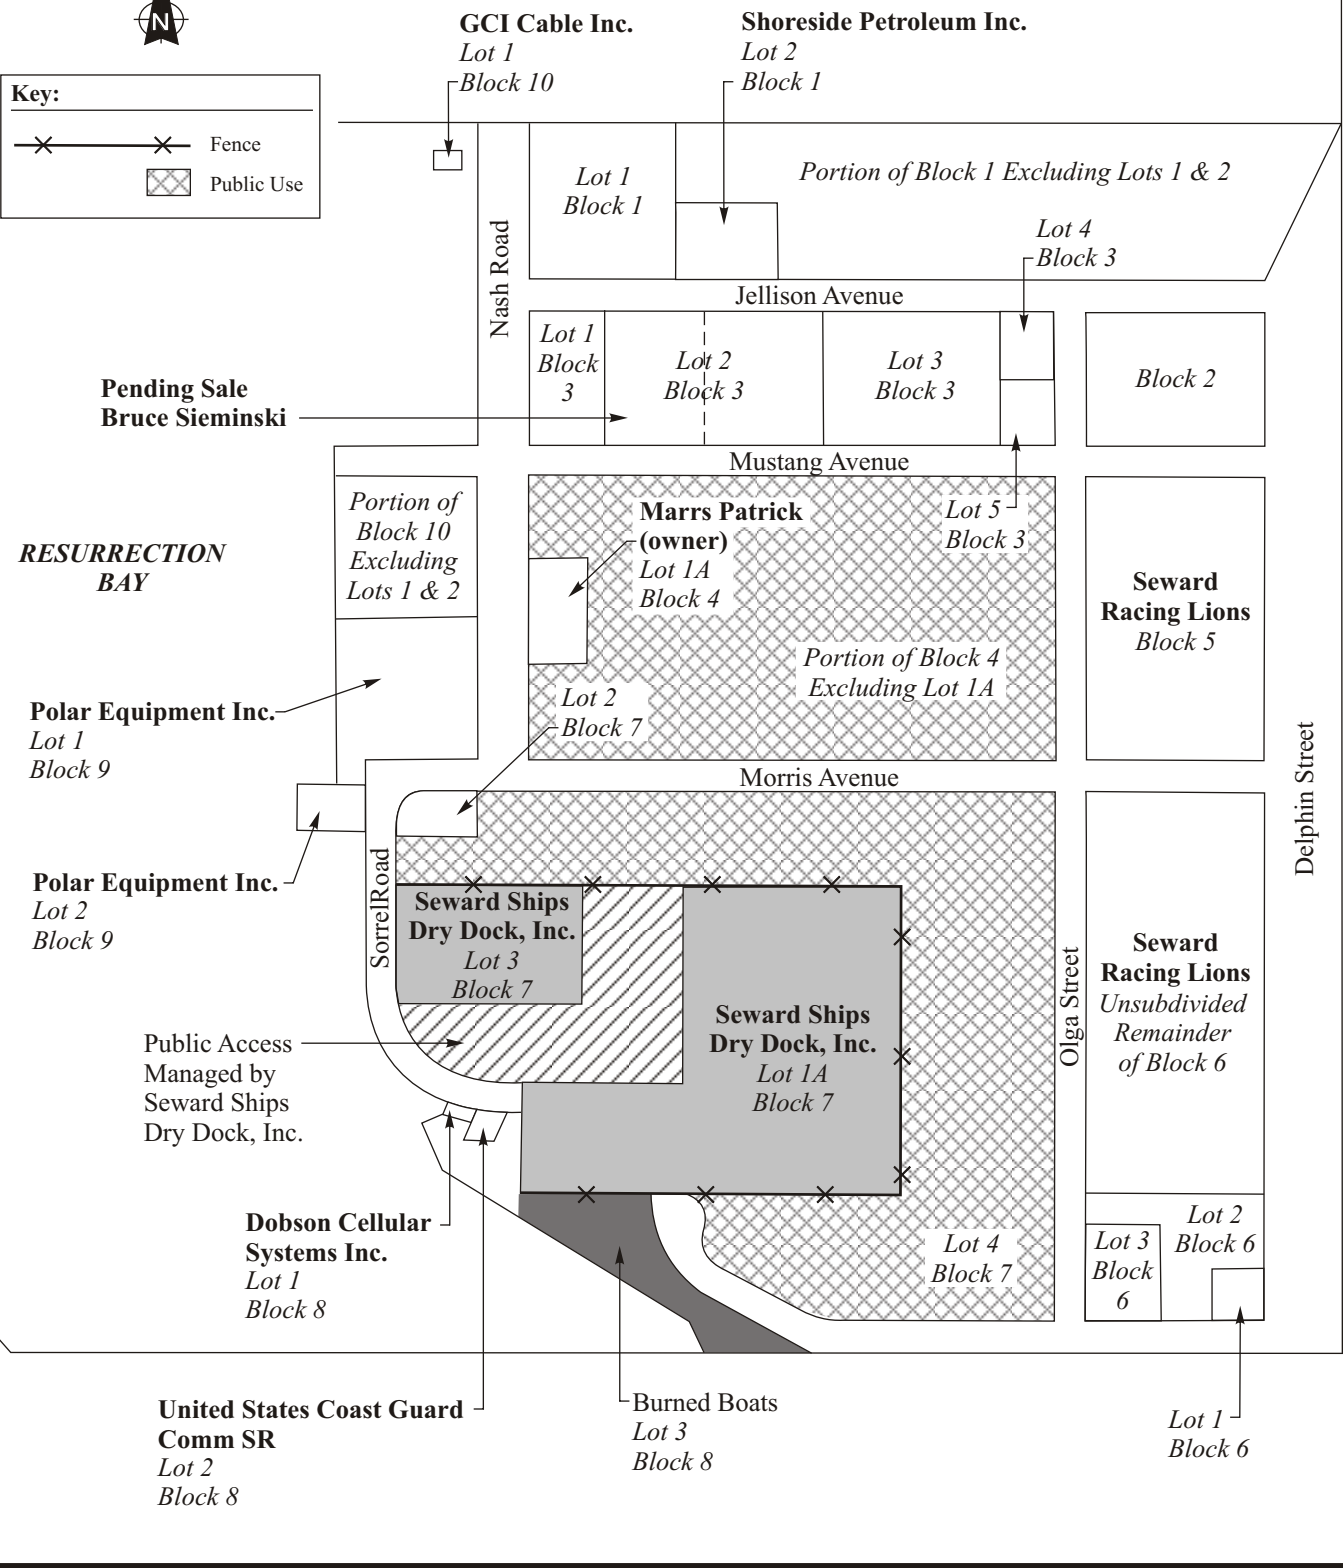 N
GCI Cable Inc.
Lot 1
Block 10
Shoreside Petroleum Inc.
Lot 2
Block 1
Key:
Fence
Public Use
Lot 1
Block 1
Portion of Block 1 Excluding Lots 1 & 2
Lot 4
Block 3
Nash Road
Jellison Avenue
Lot 1
Block
3
Lot 2
Block 3
Lot 3
Block 3
Block 2
Pending Sale
Bruce Sieminski
Mustang Avenue
Portion of
Block 10
Excluding
Lots 1 & 2
RESURRECTION
BAY
Marrs Patrick
(owner)
Lot 1A
Block 4
Lot 5
Block 3
Seward
Racing Lions
Block 5
Portion of Block 4
Excluding Lot 1A
Lot 2
Block 7
Polar Equipment Inc.
Lot 1
Block 9
Morris Avenue
Delphin Street
Polar Equipment Inc.
Lot 2
Block 9
SorrelRoad
Seward Ships
Dry Dock, Inc.
Lot 3
Block 7
Seward Ships
Dry Dock, Inc.
Lot 1A
Block 7
Olga Street
Seward
Racing Lions
Unsubdivided
Remainder
of Block 6
Public Access
Managed by
Seward Ships
Dry Dock, Inc.
Dobson Cellular
Systems Inc.
Lot 1
Block 8
Lot 4
Block 7
Lot 3
Block
6
Lot 2
Block 6
United States Coast Guard
Comm SR
Lot 2
Block 8
Burned Boats
Lot 3
Block 8
Lot 1
Block 6